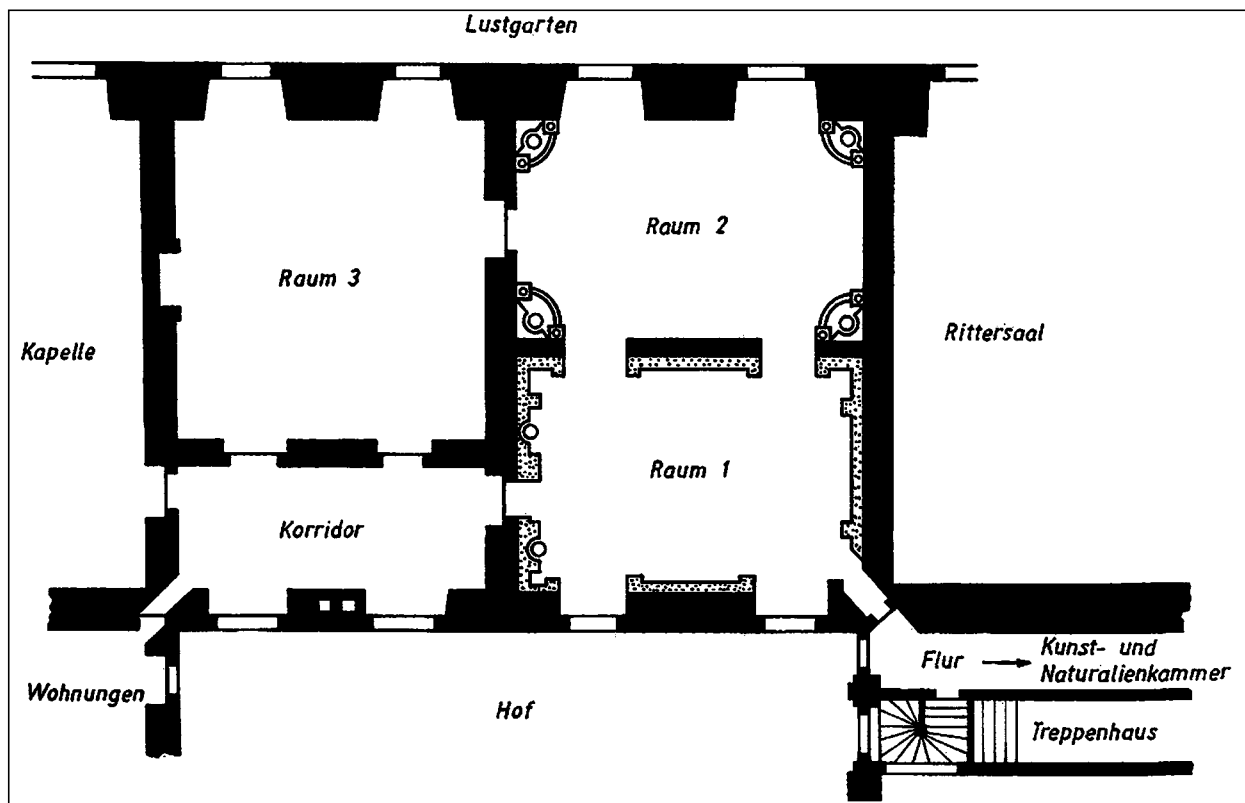 Lustgarten
Raum 2
Raum 3
Rittersaal
Kapelle
Raum 1
Korridor
Flur → Kunst- und
Naturalienkammer
Wohnungen
Hof
Treppenhaus